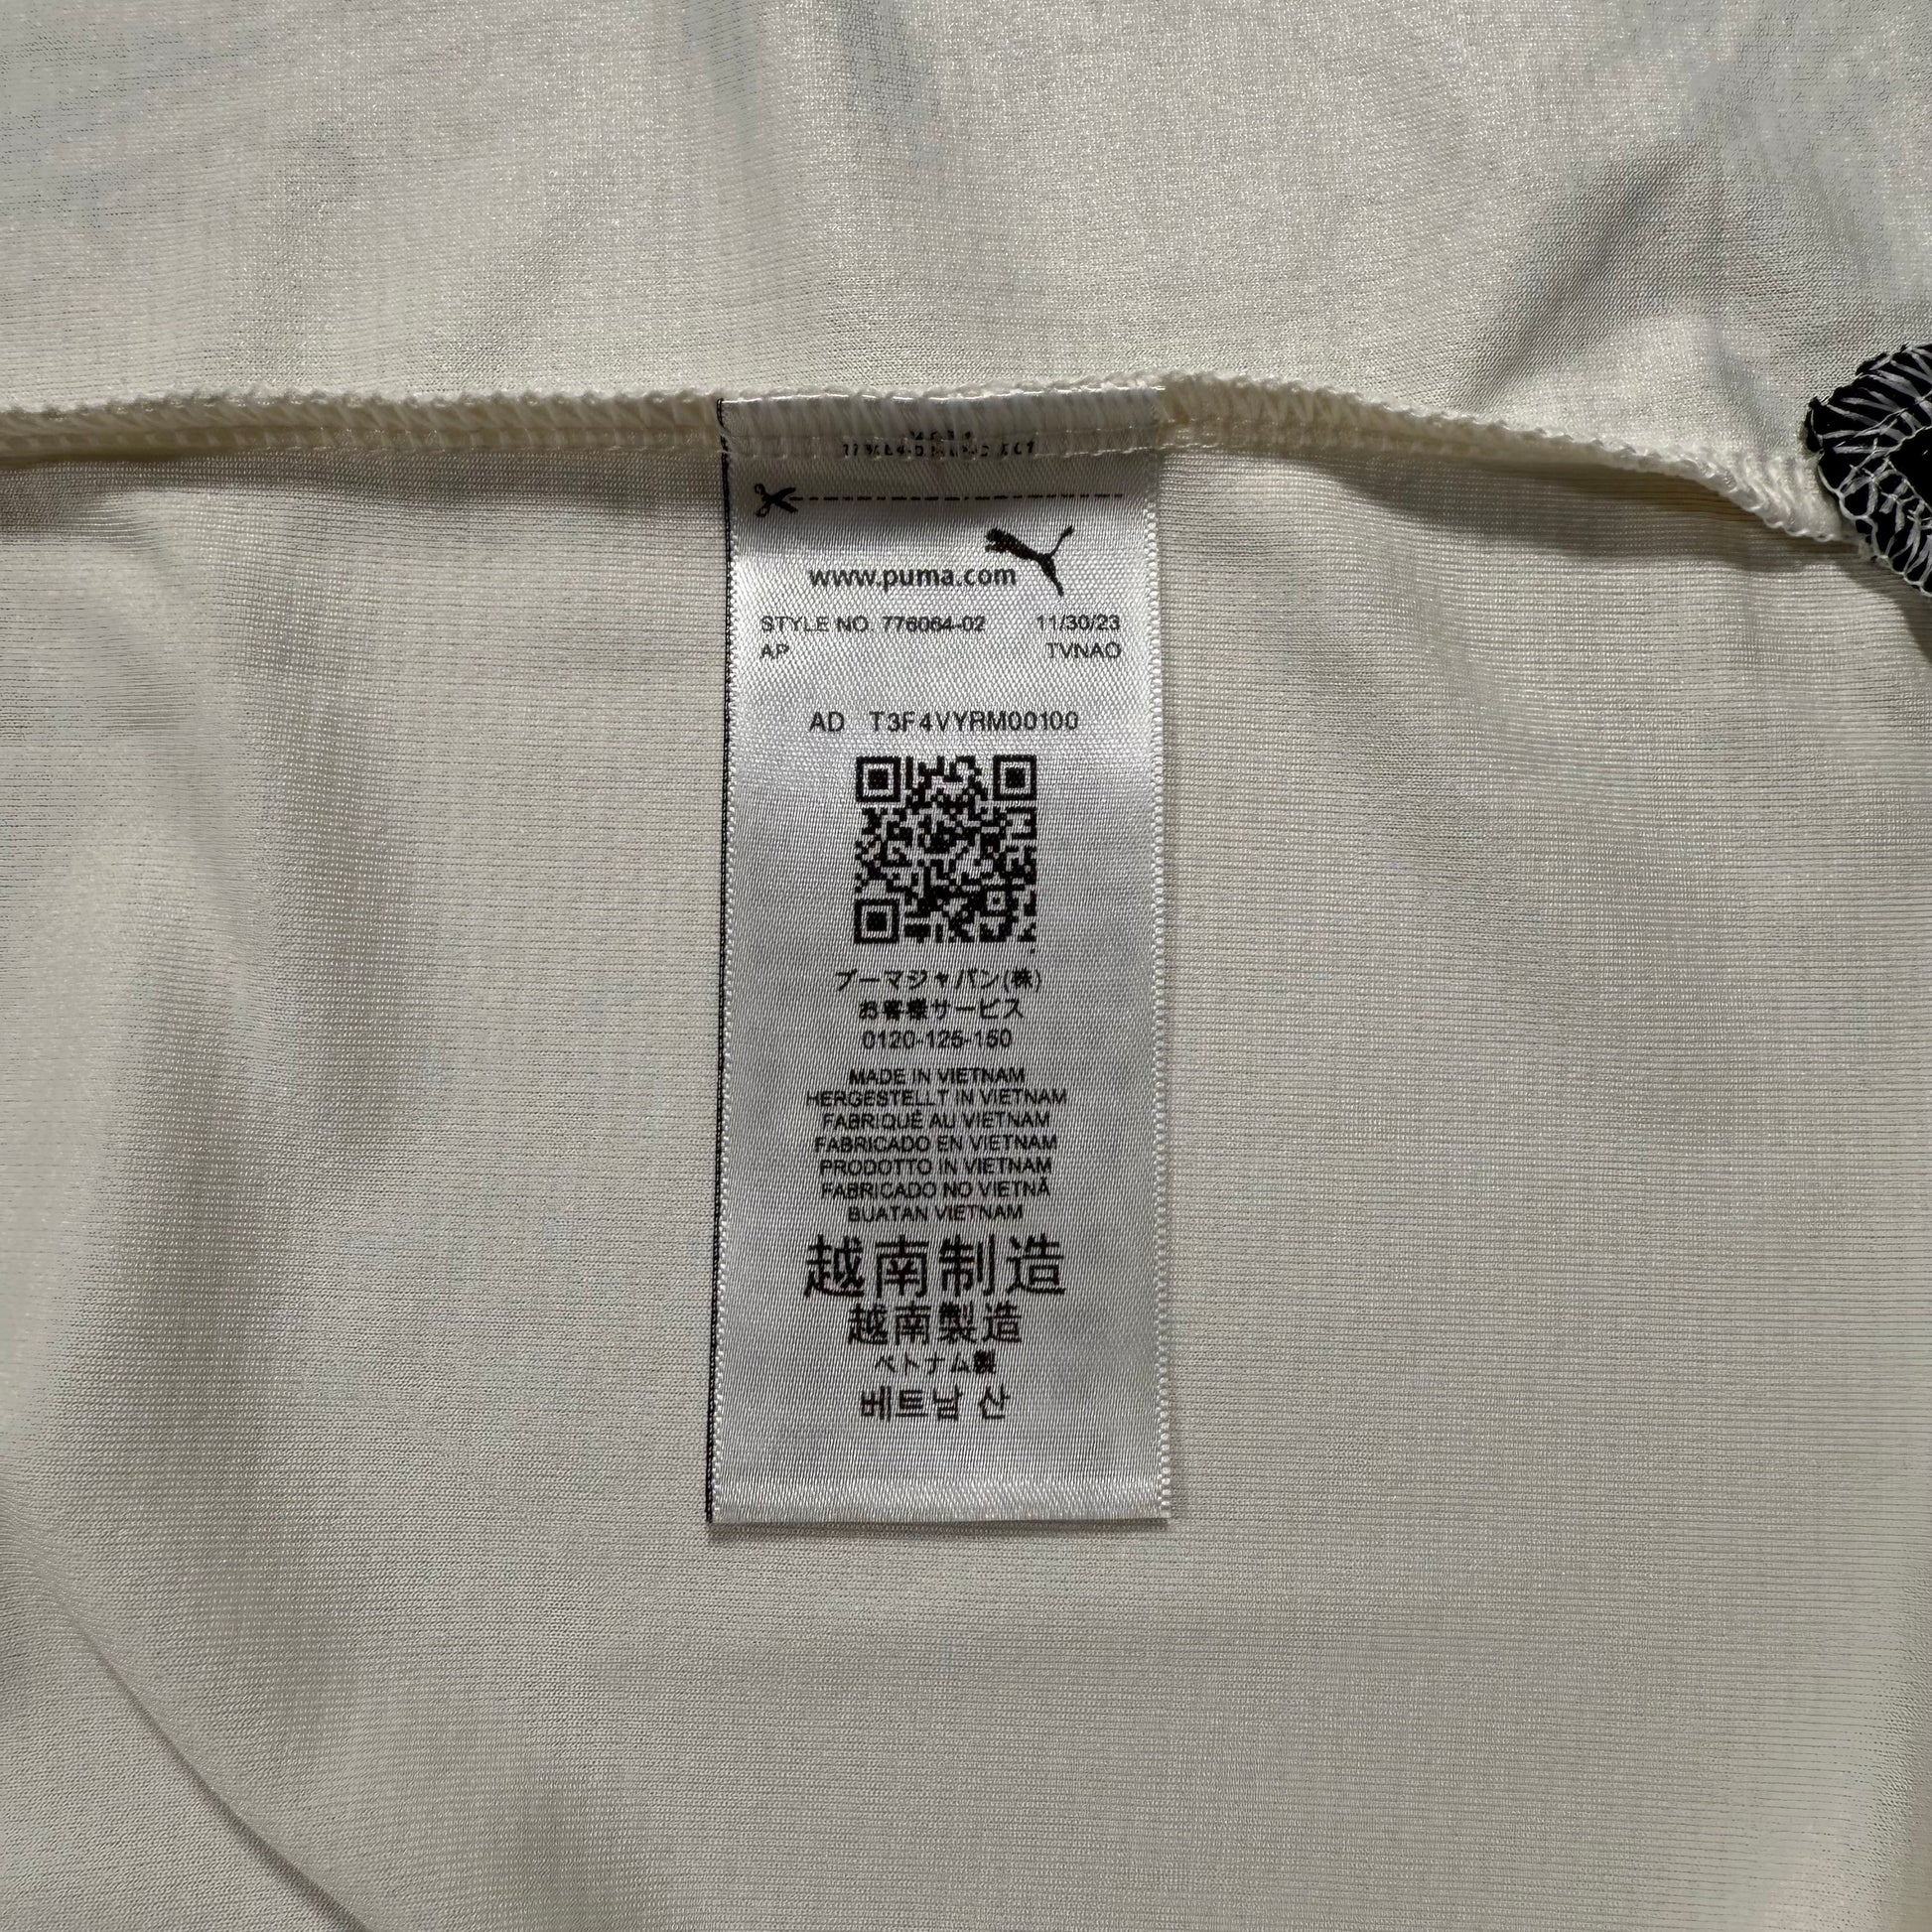 www.puma.com
STYLE NO. 776064-02 11/30/23
AP TVNAO
AD T3F4VYRM00100
プーマジャパン(株)
お客様サービス
0120-125-150
MADE IN VIETNAM
HERGESTELLT IN VIETNAM
FABRIQUÉ AU VIETNAM
FABRICADO EN VIETNAM
PRODOTTO IN VIETNAM
FABRICADO NO VIETNÃ
BUATAN VIETNAM
越南制造
越南製造
ベトナム製
베트남 산